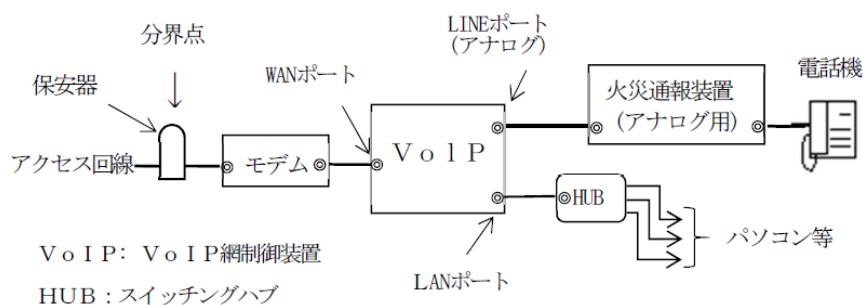 分界点
保安器
アクセス回線
モデム
WANポート
VolP
LINEポート
(アナログ)
火災通報装置
(アナログ用)
電話機
HUB
パソコン等
LANポート
VoIP: VoIP網制御装置
HUB:スイッチングハブ